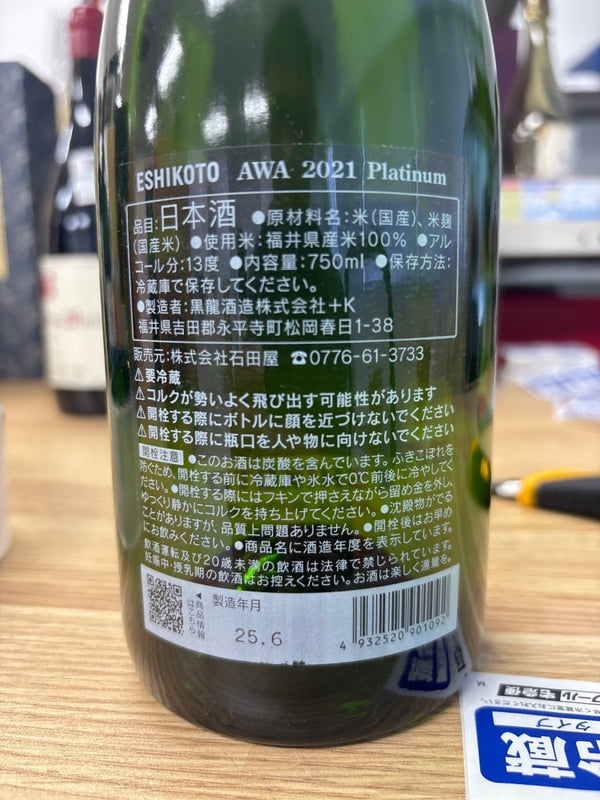 ESHIKOTO AWA 2021 Platinum
品目:日本酒 ●原材料名:米(国産)、米麹
(国産米) ●使用米:福井県産米100% ●アル
コール分:13度 ●内容量:750ml ●保存方法:
冷蔵庫で保存してください。
●製造者:黒龍酒造株式会社+K
福井県吉田郡永平寺町松岡春日1-38
販売元:株式会社石田屋 ☎0776-61-3733
⚠要冷蔵
⚠コルクが勢いよく飛び出す可能性があります
⚠開栓する際にボトルに顔を近づけないでください
⚠開栓する際に瓶口を人や物に向けないでください
開栓注意 ●このお酒は炭酸を含んでいます。ふきこぼれを
防ぐため、開栓する前に冷蔵庫や氷水で0℃前後に冷やしてく
ださい。●開栓する際にはフキンで押さえながら留め金を外し、
ゆっくり静かにコルクを持ち上げてください。●沈殿物がでる
ことがありますが、品質上問題ありません。●開栓後はお早め
にお飲みください。●商品名に酒造年度を表示しています。
飲酒運転及び20歳未満の飲酒は法律で禁じられています。
妊娠中・授乳期の飲酒はお控えください。お酒は楽しく適量を。
◀商品情報はこちら
製造年月
25.6
4 932520 901092
クール宅急便
冷蔵
タイプ